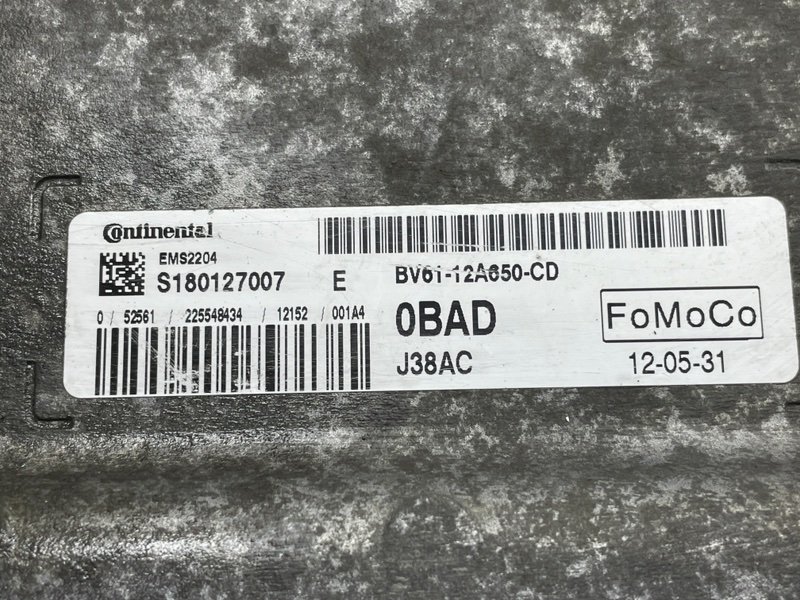 Continental
EMS2204
S180127007 E
0 / 52561 / 225548434 / 12152 / 001A4
BV61-12A650-CD
0BAD
J38AC
FoMoCo
12-05-31